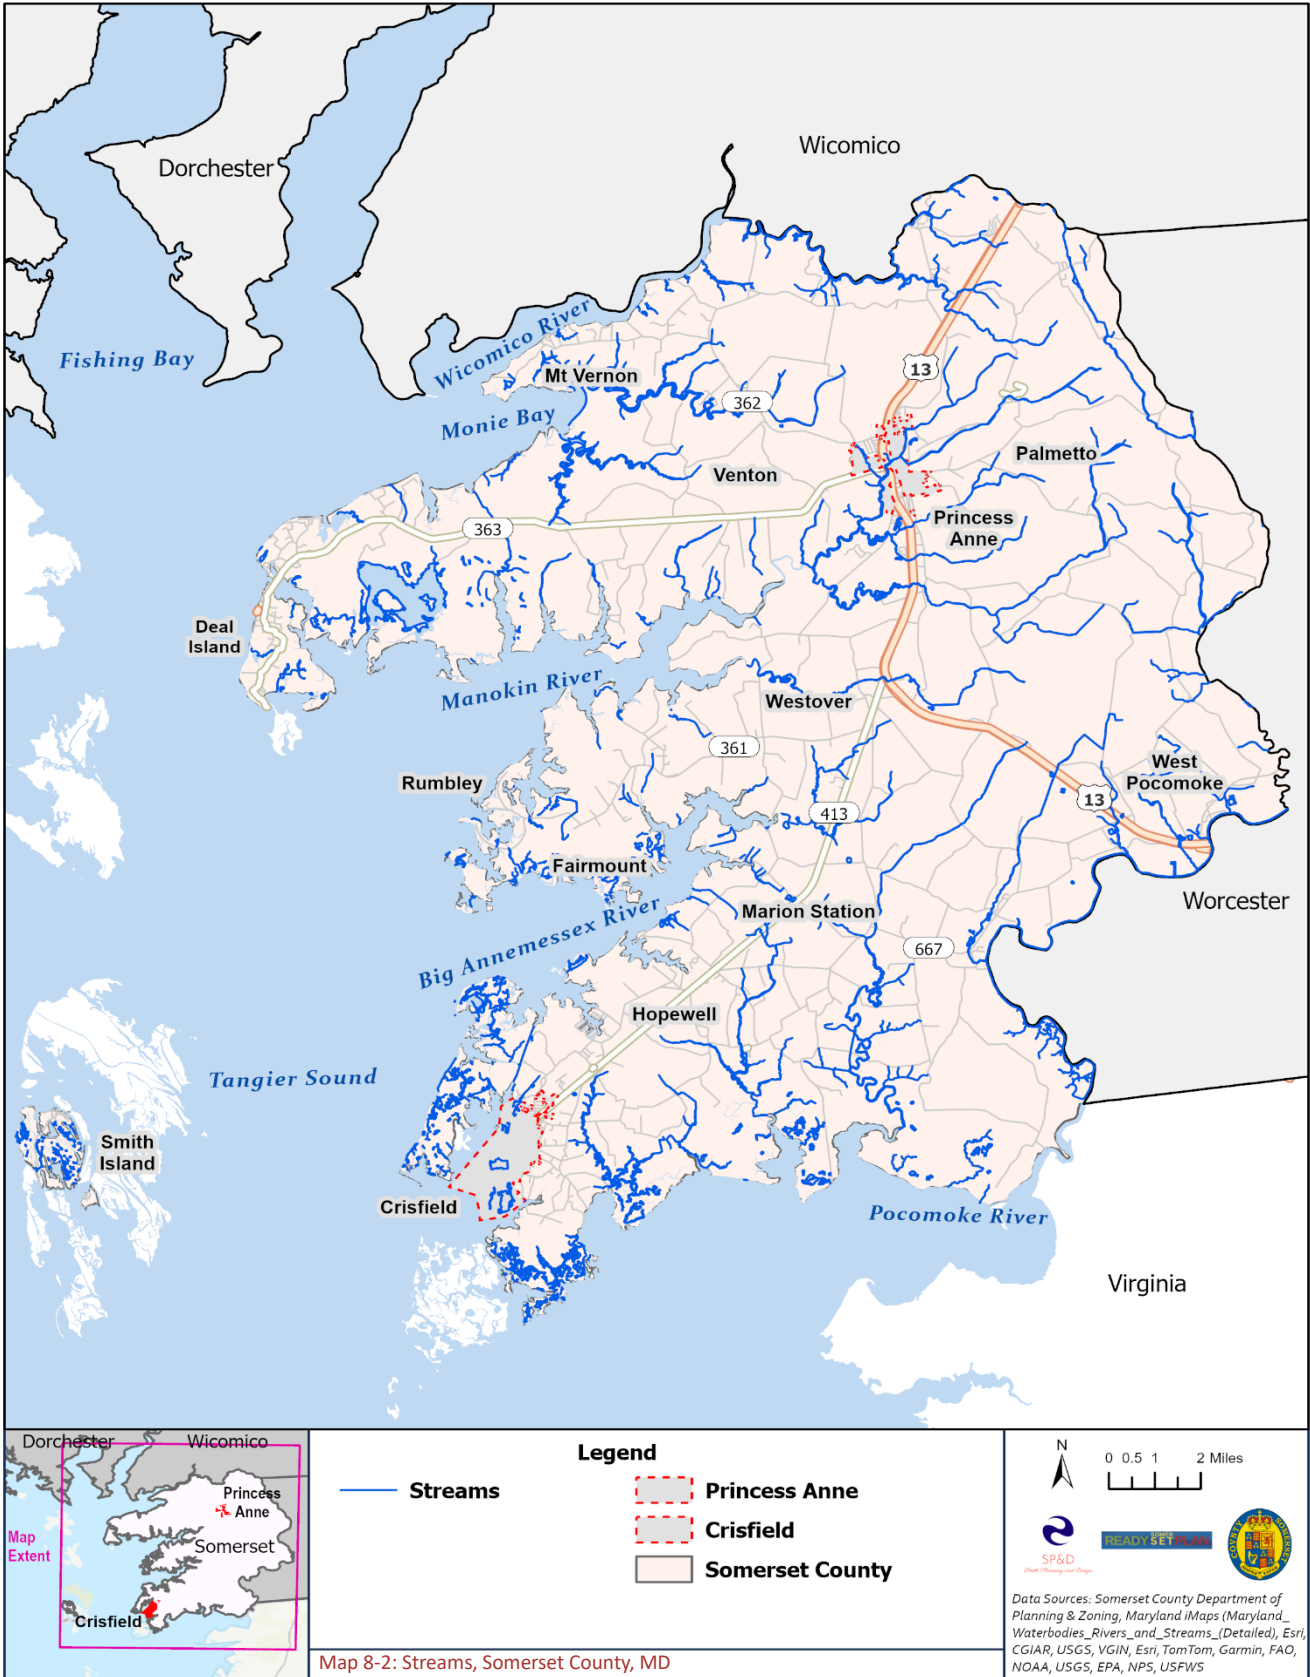 Wicomico
Dorchester
Wicomico River
Fishing Bay
13
Mt Vernon
362
Monie Bay
Palmetto
Venton
Princess
Anne
363
Deal
Island
Manokin River
Westover
361
West
Pocomoke
Rumbley
13
413
Fairmount
Worcester
Marion Station
Big Annemessex River
667
Hopewell
Tangier Sound
Smith
Island
Crisfield
Pocomoke River
Virginia
Dorchester
Wicomico
Princess
Anne
Map
Extent
Somerset
Crisfield
Legend
Streams
Princess Anne
Crisfield
Somerset County
Map 8-2: Streams, Somerset County, MD
N
0 0.5 1 2 Miles
SP&D
READY SOMERSET PLAN
COUNTY SOMERSET
Data Sources: Somerset County Department of
Planning & Zoning, Maryland iMaps (Maryland_
Waterbodies_Rivers_and_Streams_(Detailed), Esri,
CGIAR, USGS, VGIN, Esri, TomTom, Garmin, FAO,
NOAA, USGS, EPA, NPS, USFWS